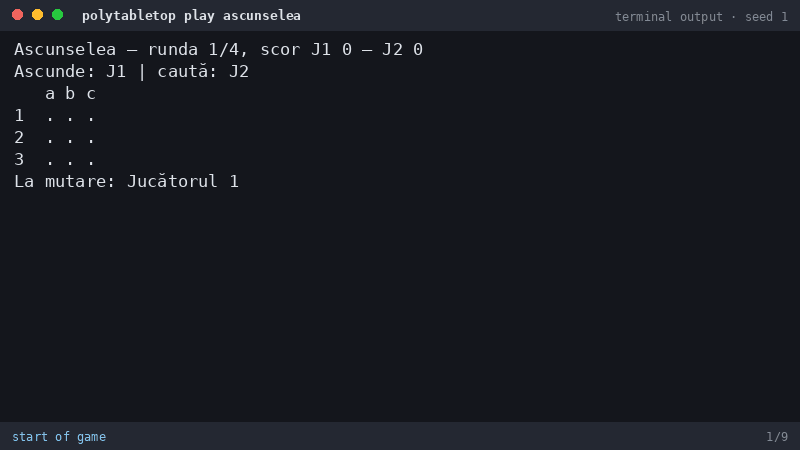 polytabletop play ascunselea
terminal output · seed 1
Ascunselea — runda 1/4, scor J1 0 — J2 0
Ascunde: J1 | caută: J2
a b c
1 . . .
2 . . .
3 . . .
La mutare: Jucătorul 1
start of game
1/9